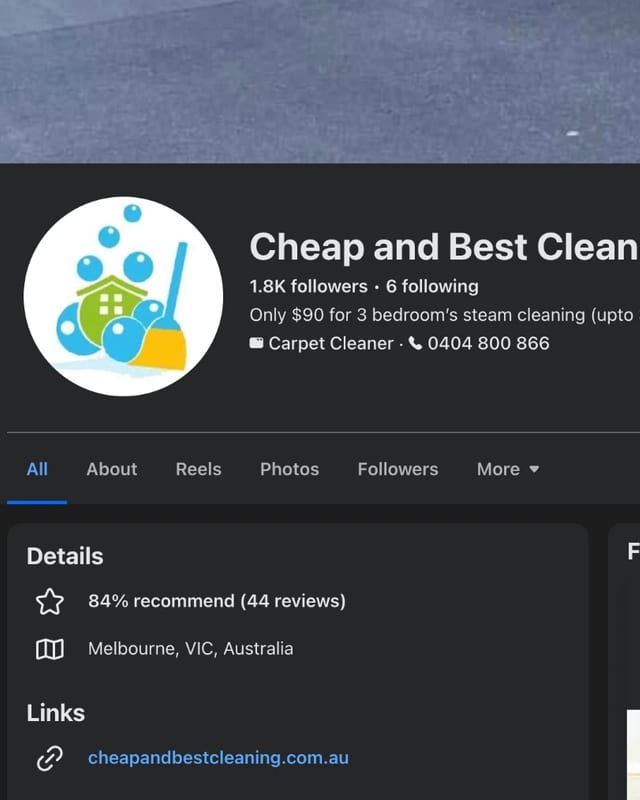 Cheap and Best Clean
1.8K followers • 6 following
Only $90 for 3 bedroom's steam cleaning (upto
Carpet Cleaner · 0404 800 866
All About Reels Photos Followers More
Details
F
84% recommend (44 reviews)
Melbourne, VIC, Australia
Links
cheapandbestcleaning.com.au